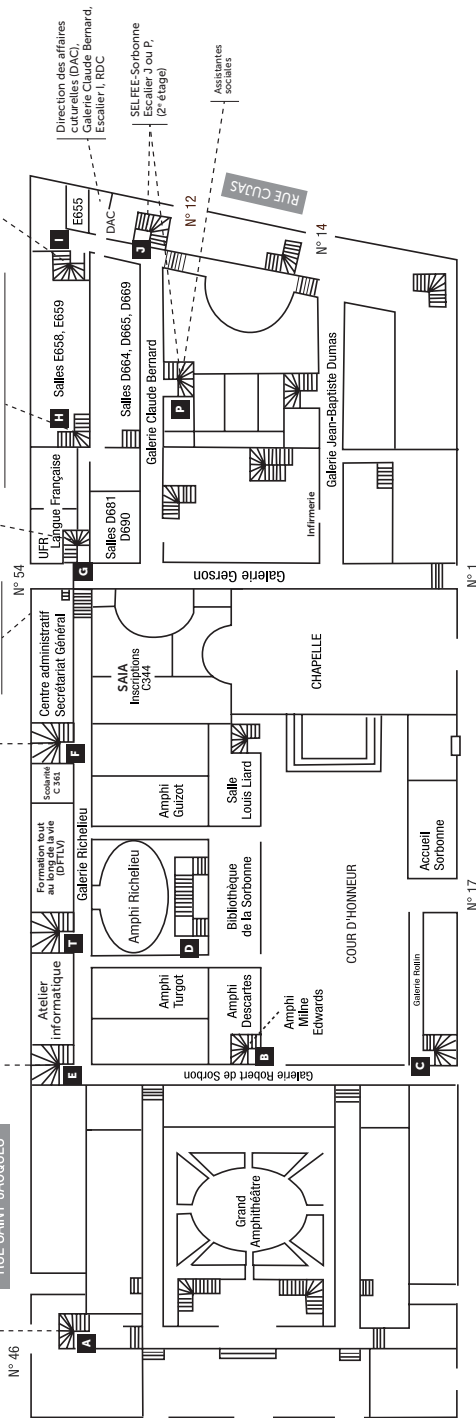 N° 46
RUE SAINT-JACQUES
N° 54
A
E
T
F
G
H
I
Atelier
informatique
Formation tout
au long de la vie
(DFTLV)
Scolarité
C 361
Centre administratif
Secrétariat Général
UFR
Langue Française
Salles E658, E659
E655
DAC
Direction des affaires
cuturelles (DAC),
Galerie Claude Bernard,
Escalier I, RDC
SELFEE-Sorbonne
Escalier J ou P,
(2e étage)
Assistantes
sociales
Galerie Richelieu
Salles D681
D690
Salles D664, D665, D669
J
Galerie Claude Bernard
N° 12
RUE CUJAS
N° 14
Amphi
Turgot
Amphi Richelieu
D
Amphi
Guizot
SAIA
Inscriptions
C344
P
Grand
Amphithéâtre
Galerie Robert de Sorbon
Amphi
Descartes
B
Amphi
Milne
Edwards
Bibliothèque
de la Sorbonne
Salle
Louis Liard
Galerie Gerson
Infirmerie
Galerie Jean-Baptiste Dumas
CHAPELLE
COUR D'HONNEUR
C
Galerie Rollin
Accueil
Sorbonne
N° 17
N° 1